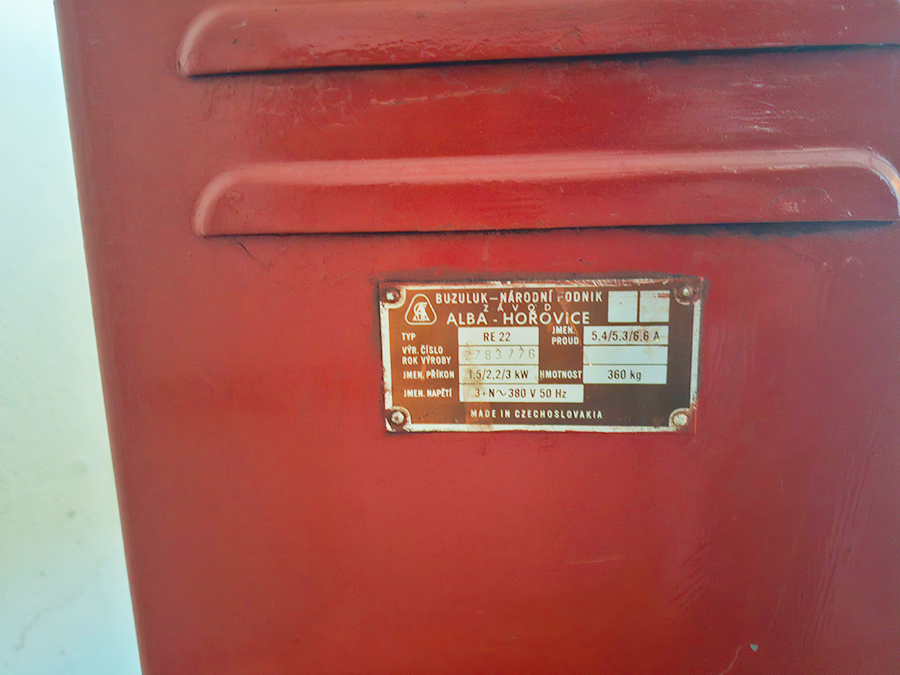 BUZULUK-NÁRODNÍ PODNIK
ZÁVOD
ALBA
ALBA - HOŘOVICE
TYP RE 22 JMEN. PROUD 5.4/5.3/6.6 A
VÝR. ČÍSLO 2783776
ROK VÝROBY
JMEN. PŘÍKON 1.5/2.2/3 kW HMOTNOST 360 kg
JMEN. NAPĚTÍ 3+N~380 V 50 Hz
MADE IN CZECHOSLOVAKIA